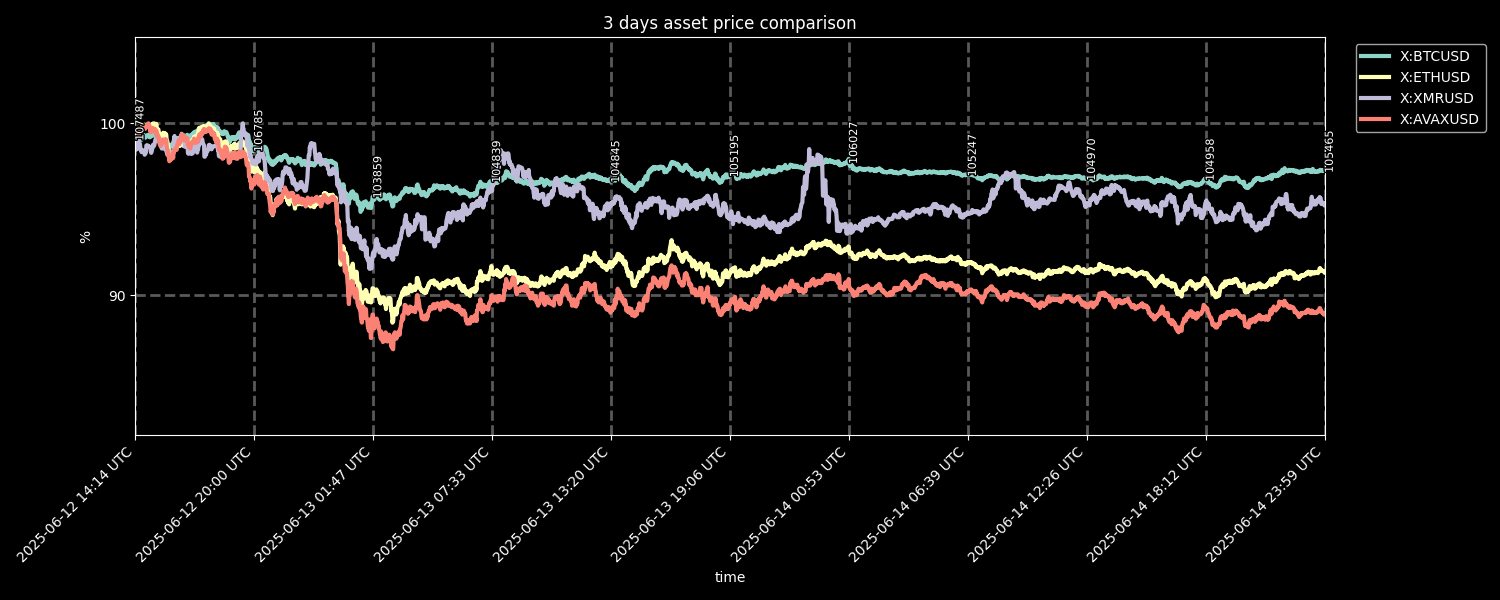 3 days asset price comparison
X:BTCUSD
X:ETHUSD
X:XMRUSD
X:AVAXUSD
%
100
90
107487
106785
103859
104839
104845
105195
106027
105247
104970
104958
105465
2025-06-12 14:14 UTC
2025-06-12 20:00 UTC
2025-06-13 01:47 UTC
2025-06-13 07:33 UTC
2025-06-13 13:20 UTC
2025-06-13 19:06 UTC
2025-06-14 00:53 UTC
2025-06-14 06:39 UTC
2025-06-14 12:26 UTC
2025-06-14 18:12 UTC
2025-06-14 23:59 UTC
time